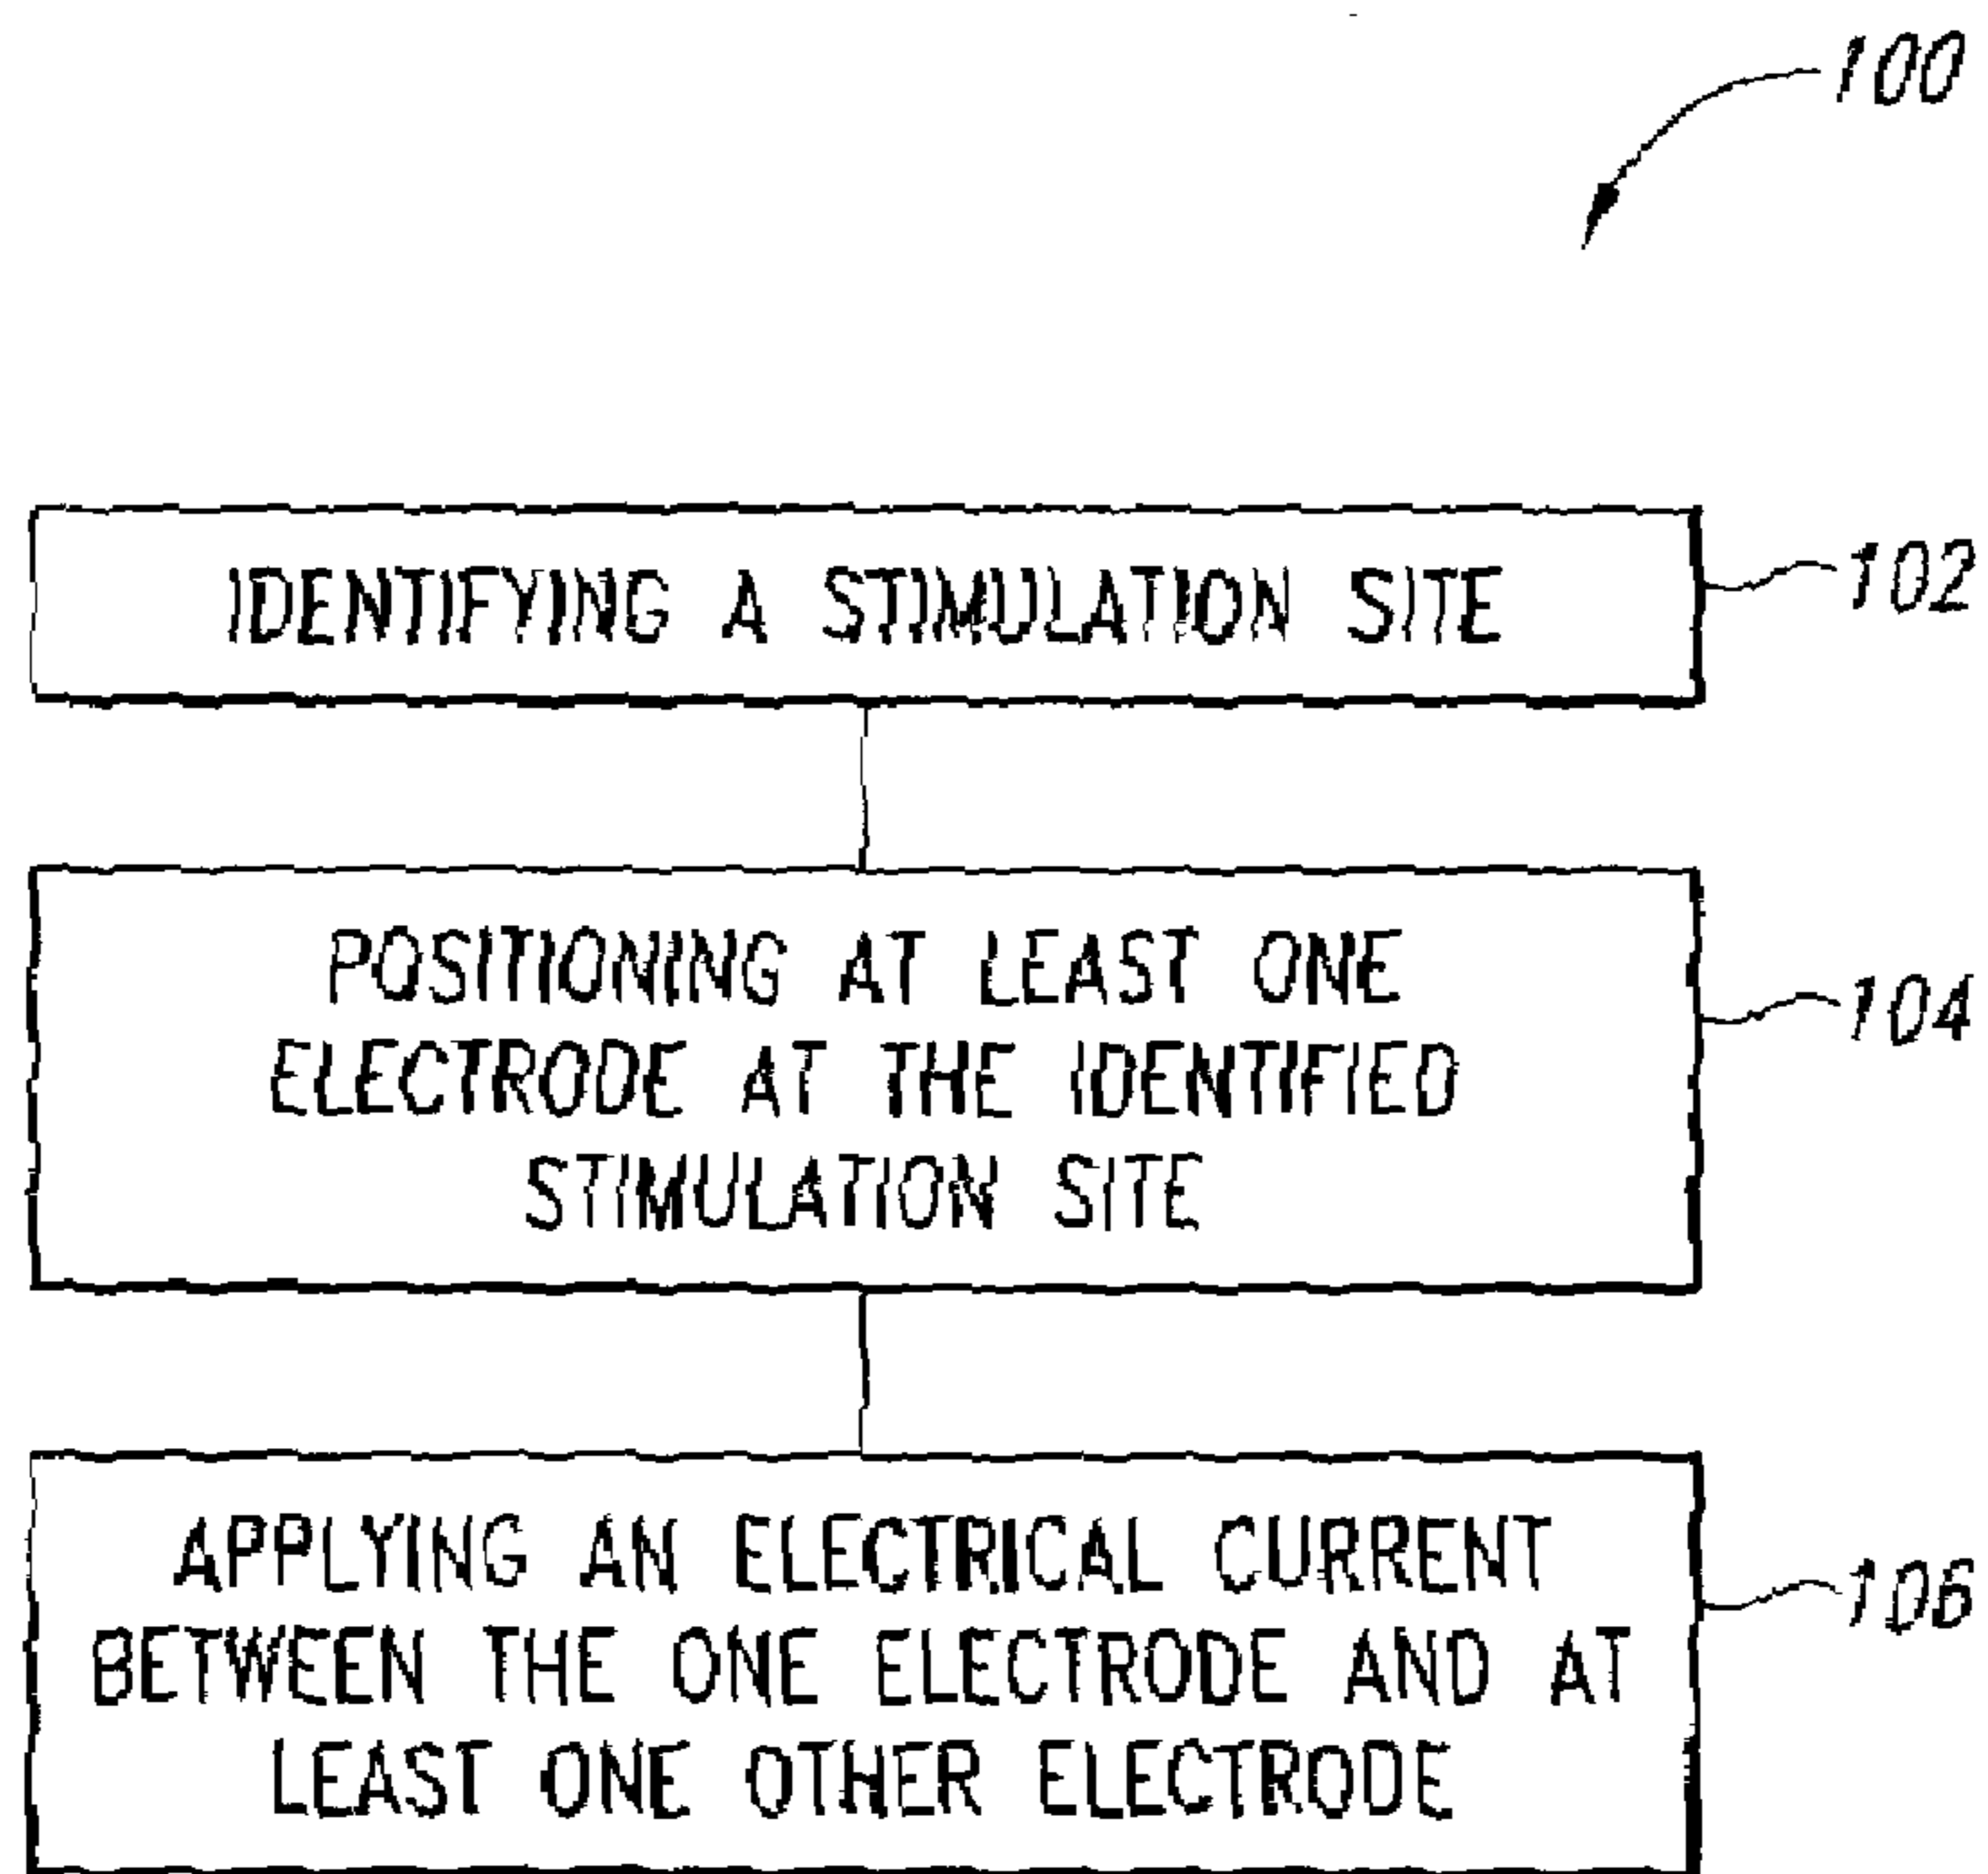 100
IDENTIFYING A STIMULATION SITE
102
POSITIONING AT LEAST ONE
ELECTRODE AT THE IDENTIFIED
STIMULATION SITE
104
APPLYING AN ELECTRICAL CURRENT
BETWEEN THE ONE ELECTRODE AND AT
LEAST ONE OTHER ELECTRODE
106